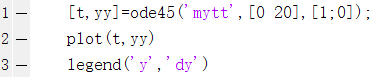 1 - [t,yy]=ode45('mytt',[0 20],[1;0]);
2 - plot(t,yy)
3 - legend('y','dy')